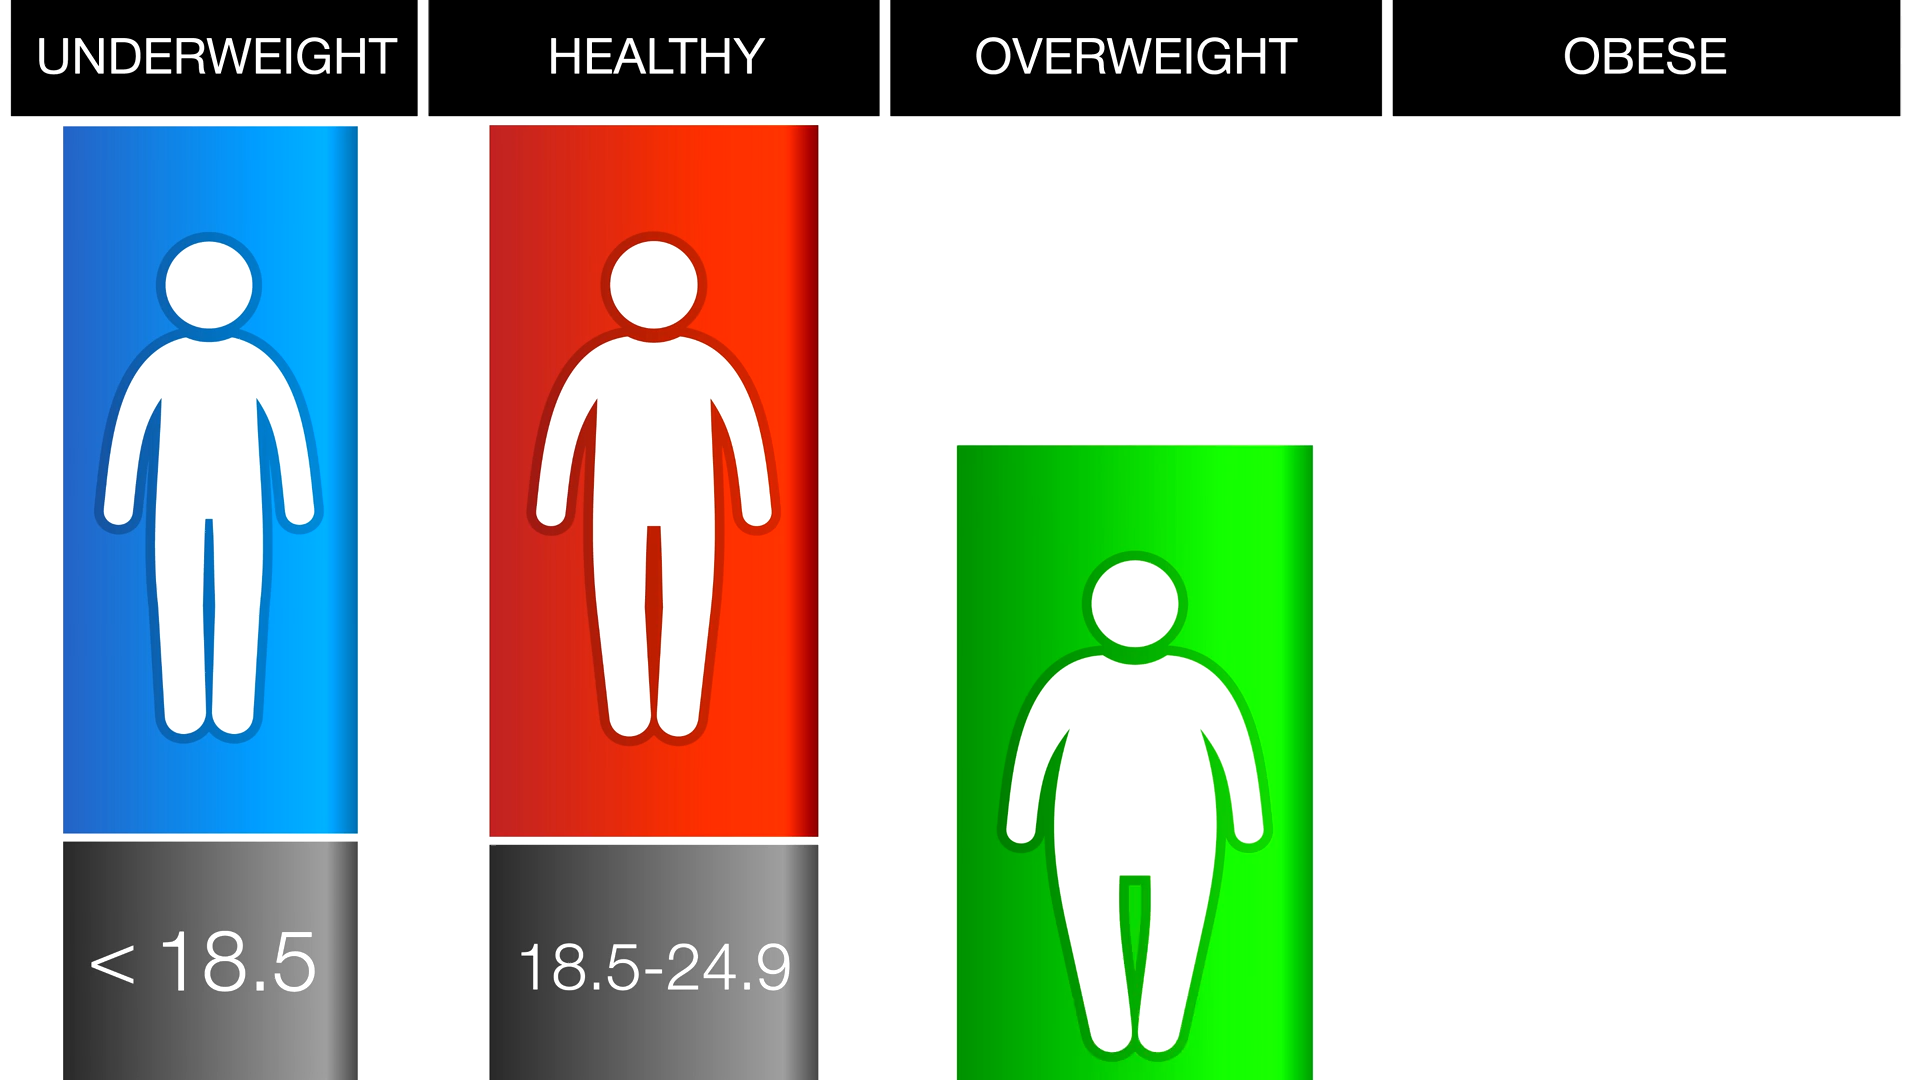 UNDERWEIGHT
HEALTHY
OVERWEIGHT
OBESE
< 18.5
18.5-24.9